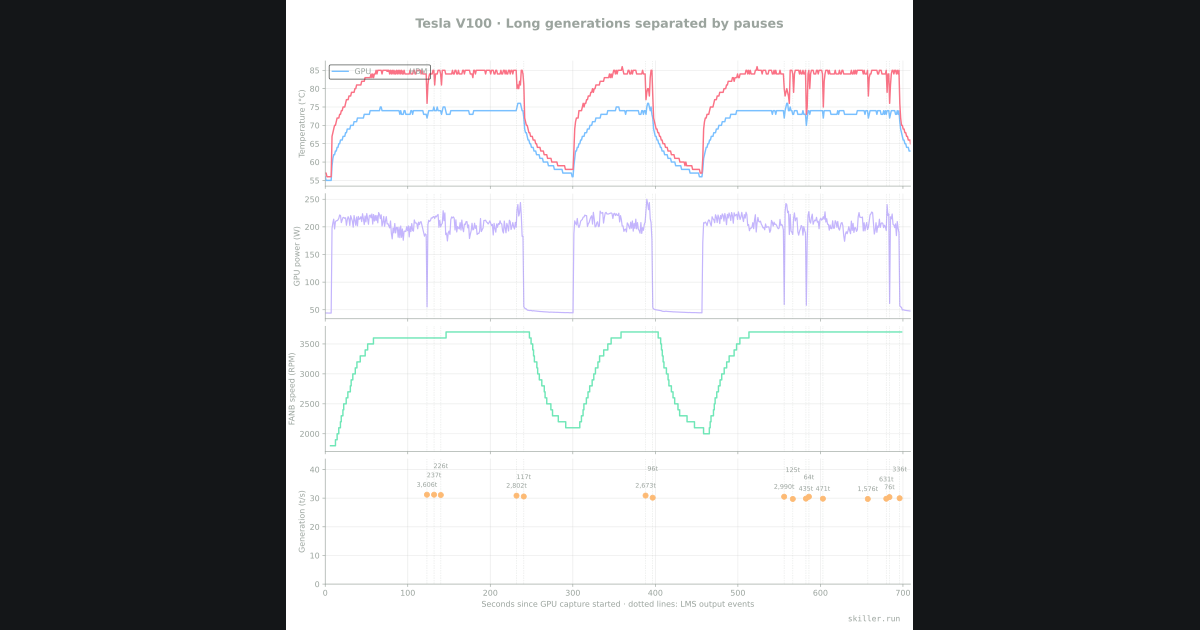 Tesla V100 · Long generations separated by pauses
GPU
85
80
75
70
65
60
55
Temperature (°C)
250
200
150
100
50
GPU power (W)
3500
3000
2500
2000
FANB speed (RPM)
40
30
20
10
0
Generation (t/s)
226t
237t
3,606t
117t
2,802t
96t
2,673t
125t
64t
2,990t 435t 471t
336t
631t
1,576t 76t
0 100 200 300 400 500 600 700
Seconds since GPU capture started · dotted lines: LMS output events
skiller.run